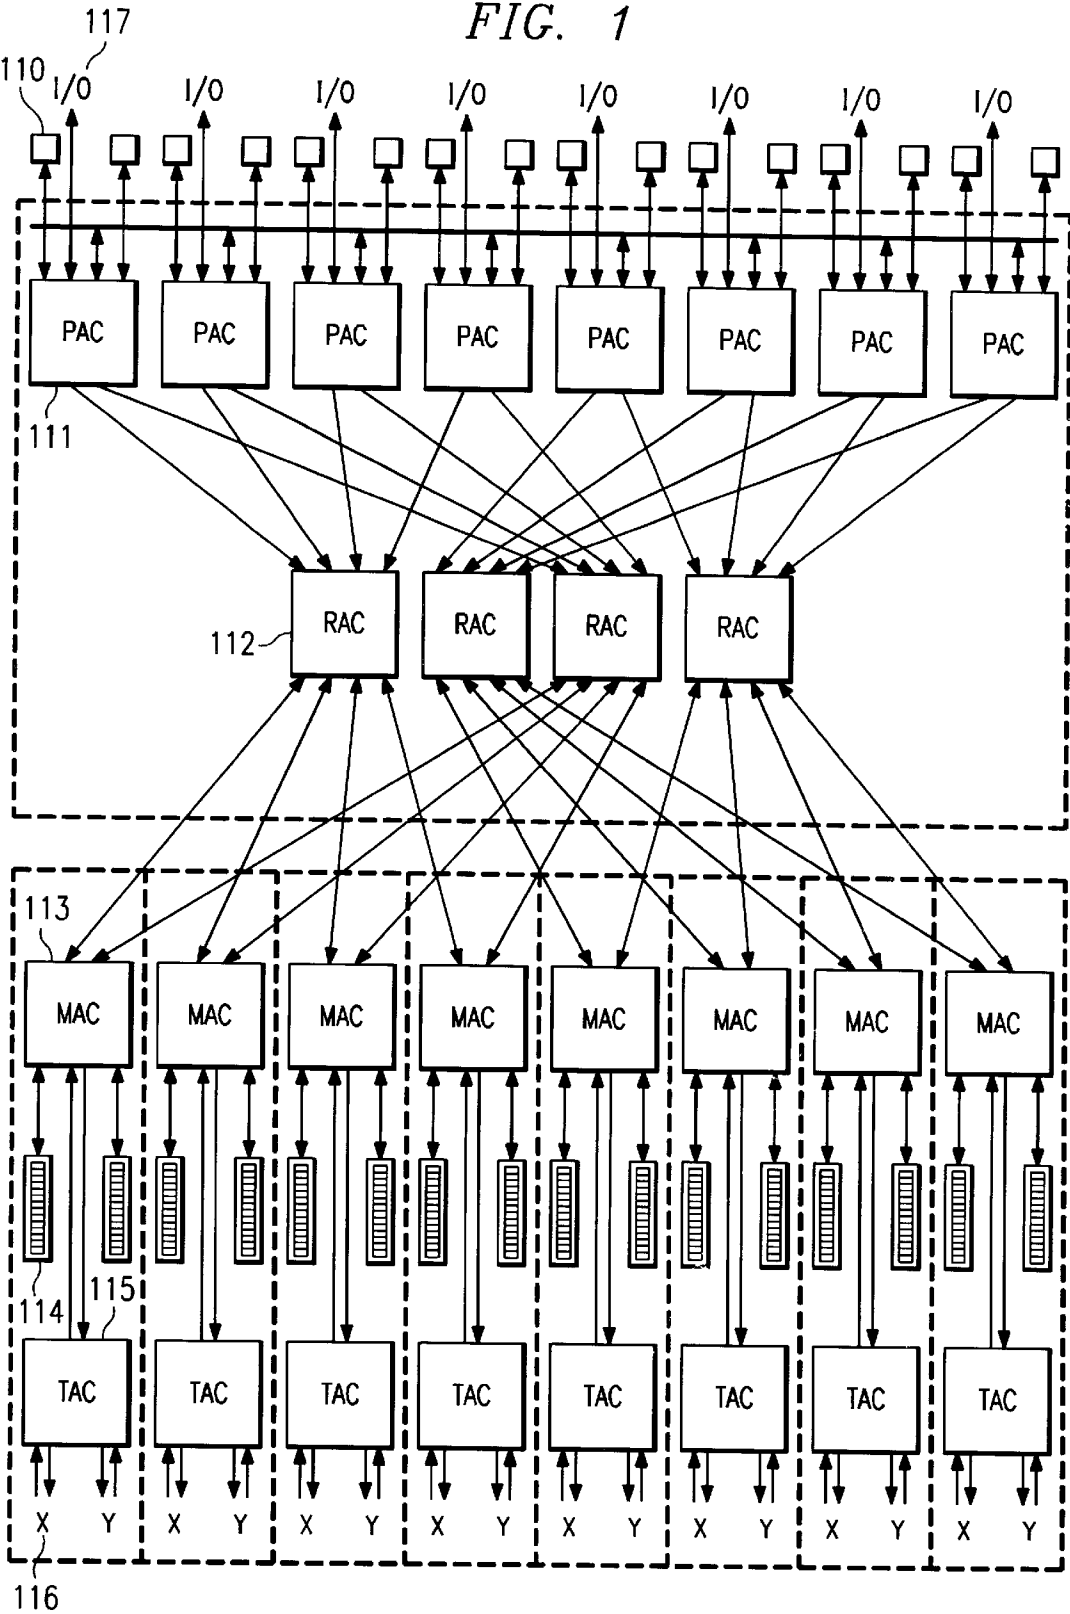 FIG. 1
117
110
I/O I/O I/O I/O I/O I/O I/O I/O
PAC PAC PAC PAC PAC PAC PAC PAC
111
RAC RAC RAC RAC
112
113
MAC MAC MAC MAC MAC MAC MAC MAC
114
115
TAC TAC TAC TAC TAC TAC TAC TAC
X Y X Y X Y X Y X Y X Y X Y X Y
116